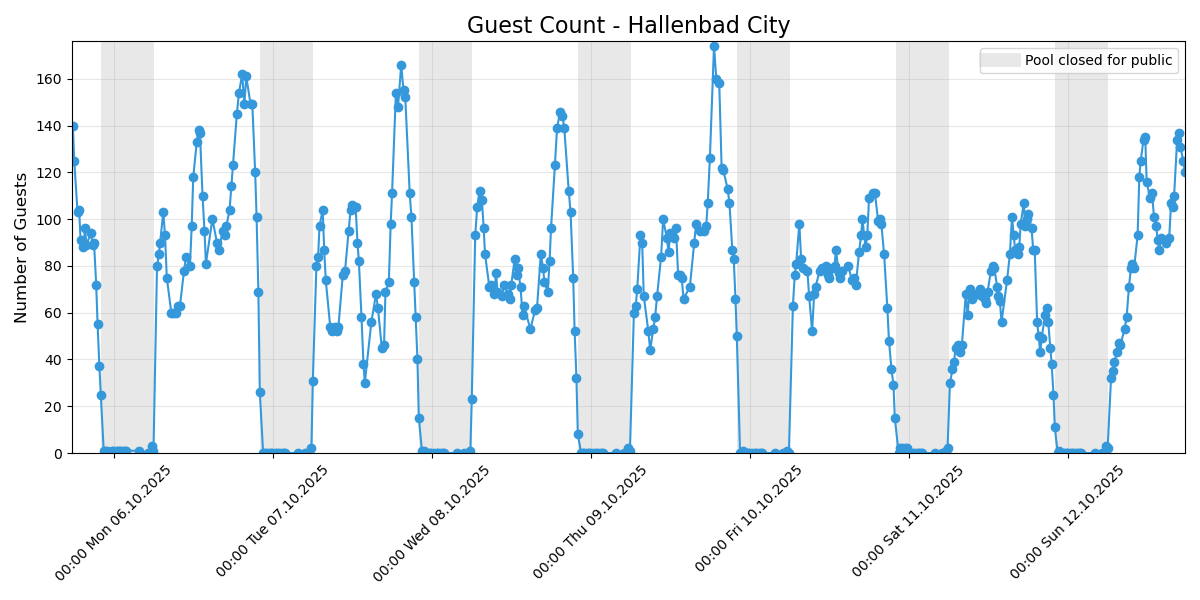 Guest Count - Hallenbad City
Pool closed for public
Number of Guests
160
140
120
100
80
60
40
20
0
00:00 Mon 06.10.2025
00:00 Tue 07.10.2025
00:00 Wed 08.10.2025
00:00 Thu 09.10.2025
00:00 Fri 10.10.2025
00:00 Sat 11.10.2025
00:00 Sun 12.10.2025